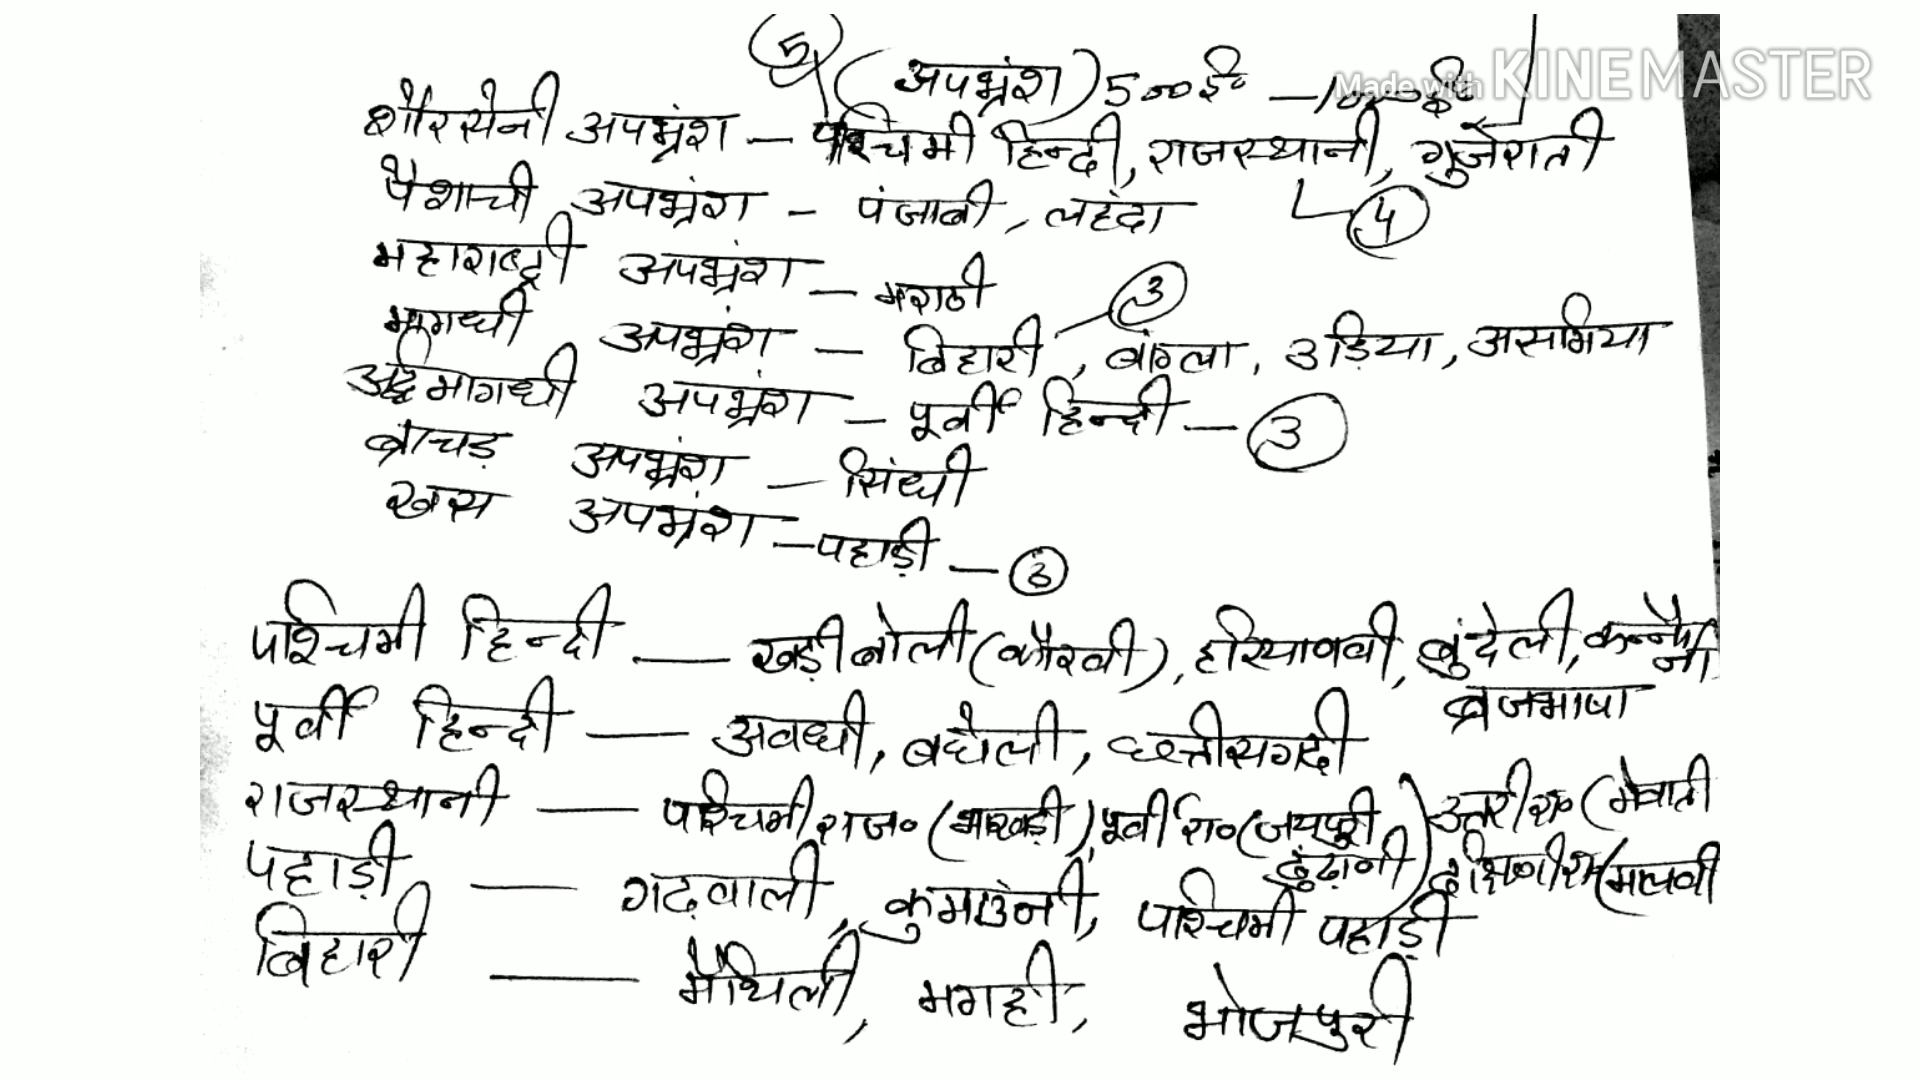 5
(अपभ्रंश) 500ई० – 1000ई०
Made with KINEMASTER
शौरसेनी अपभ्रंश – पश्चिमी हिन्दी, राजस्थानी, गुजराती
पैशाची अपभ्रंश – पंजाबी, लहंदा
4
महाराष्ट्री अपभ्रंश – मराठी
3
मागधी अपभ्रंश – बिहारी, बांग्ला, उड़िया, असमिया
अर्द्धमागधी अपभ्रंश – पूर्वी हिन्दी – 3
ब्राचड़ अपभ्रंश – सिंधी
खस अपभ्रंश – पहाड़ी – 3
पश्चिमी हिन्दी — खड़ी बोली (कौरवी), हरियाणवी, बुंदेली, कन्नौजी
ब्रजभाषा
पूर्वी हिन्दी — अवधी, बघेली, छत्तीसगढ़ी
राजस्थानी — पश्चिमी राज० (मारवाड़ी), पूर्वी रा० (जयपुरी ढुंढाणी) उत्तरी रा० (मेवाती
दक्षिणी रा० (मालवी
पहाड़ी — गढ़वाली, कुमाउंनी, पश्चिमी पहाड़ी
बिहारी — मैथिली, मगही, भोजपुरी